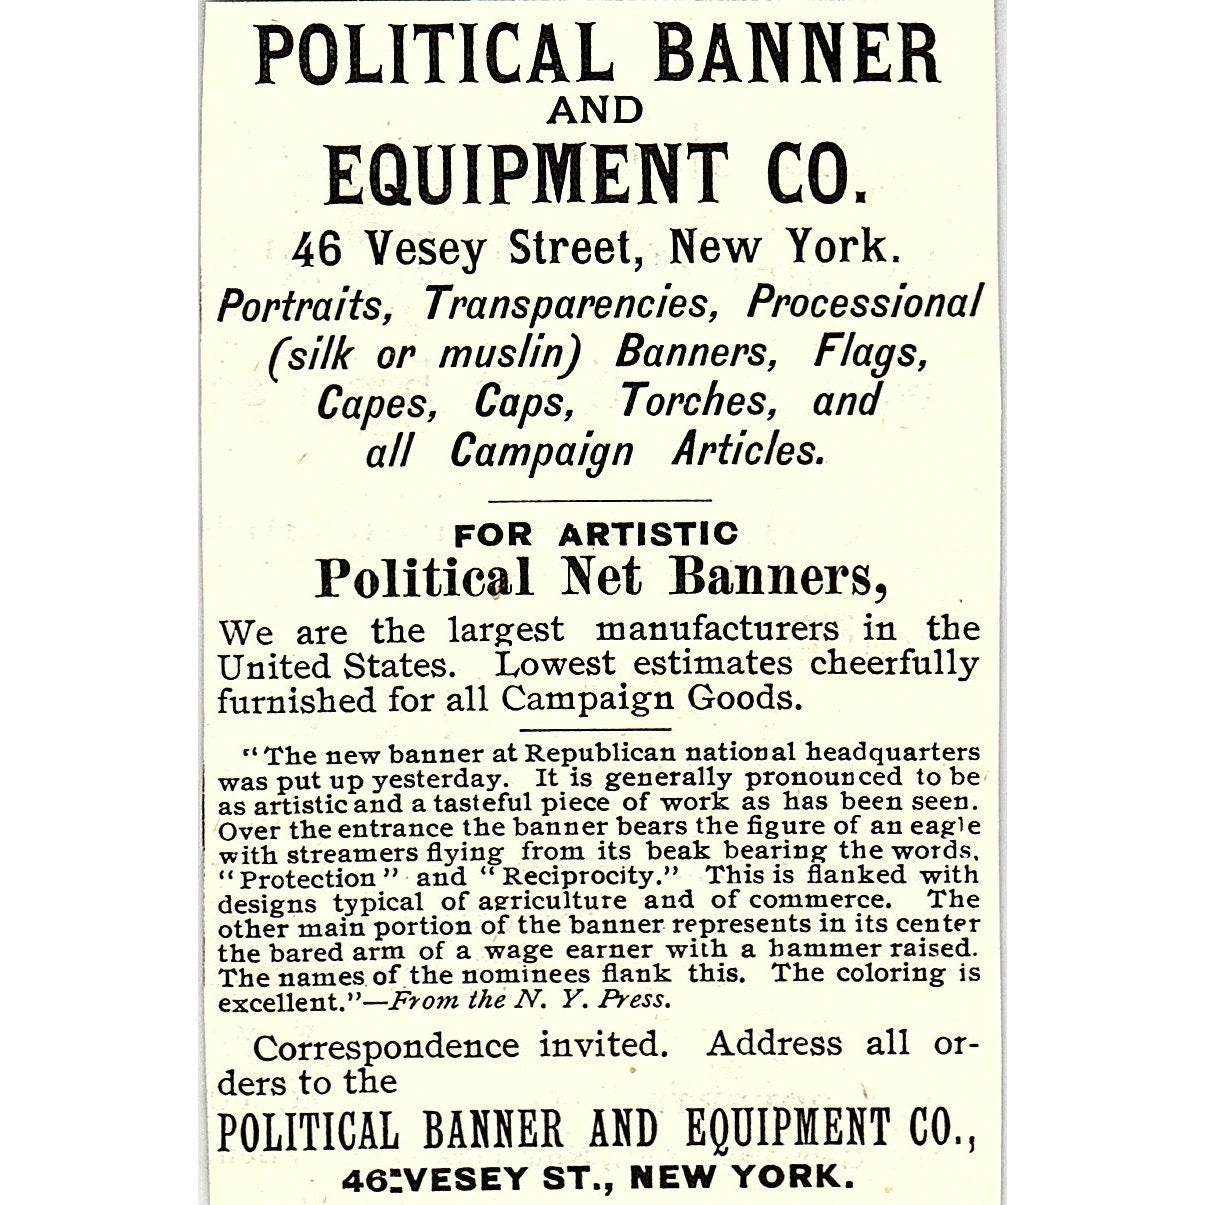 POLITICAL BANNER
AND
EQUIPMENT CO.
46 Vesey Street, New York.
Portraits, Transparencies, Processional
(silk or muslin) Banners, Flags,
Capes, Caps, Torches, and
all Campaign Articles.
FOR ARTISTIC
Political Net Banners,
We are the largest manufacturers in the
United States. Lowest estimates cheerfully
furnished for all Campaign Goods.
"The new banner at Republican national headquarters
was put up yesterday. It is generally pronounced to be
as artistic and a tasteful piece of work as has been seen.
Over the entrance the banner bears the figure of an eagle
with streamers flying from its beak bearing the words,
"Protection" and "Reciprocity." This is flanked with
designs typical of agriculture and of commerce. The
other main portion of the banner represents in its center
the bared arm of a wage earner with a hammer raised.
The names of the nominees flank this. The coloring is
excellent."—From the N. Y. Press.
Correspondence invited. Address all or-
ders to the
POLITICAL BANNER AND EQUIPMENT CO.,
46 VESEY ST., NEW YORK.